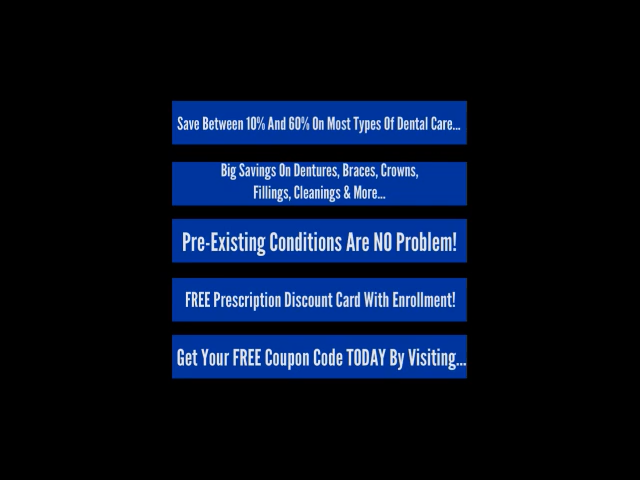 Save Between 10% And 60% On Most Types Of Dental Care...
Big Savings On Dentures, Braces, Crowns,
Fillings, Cleanings & More...
Pre-Existing Conditions Are NO Problem!
FREE Prescription Discount Card With Enrollment!
Get Your FREE Coupon Code TODAY By Visiting...